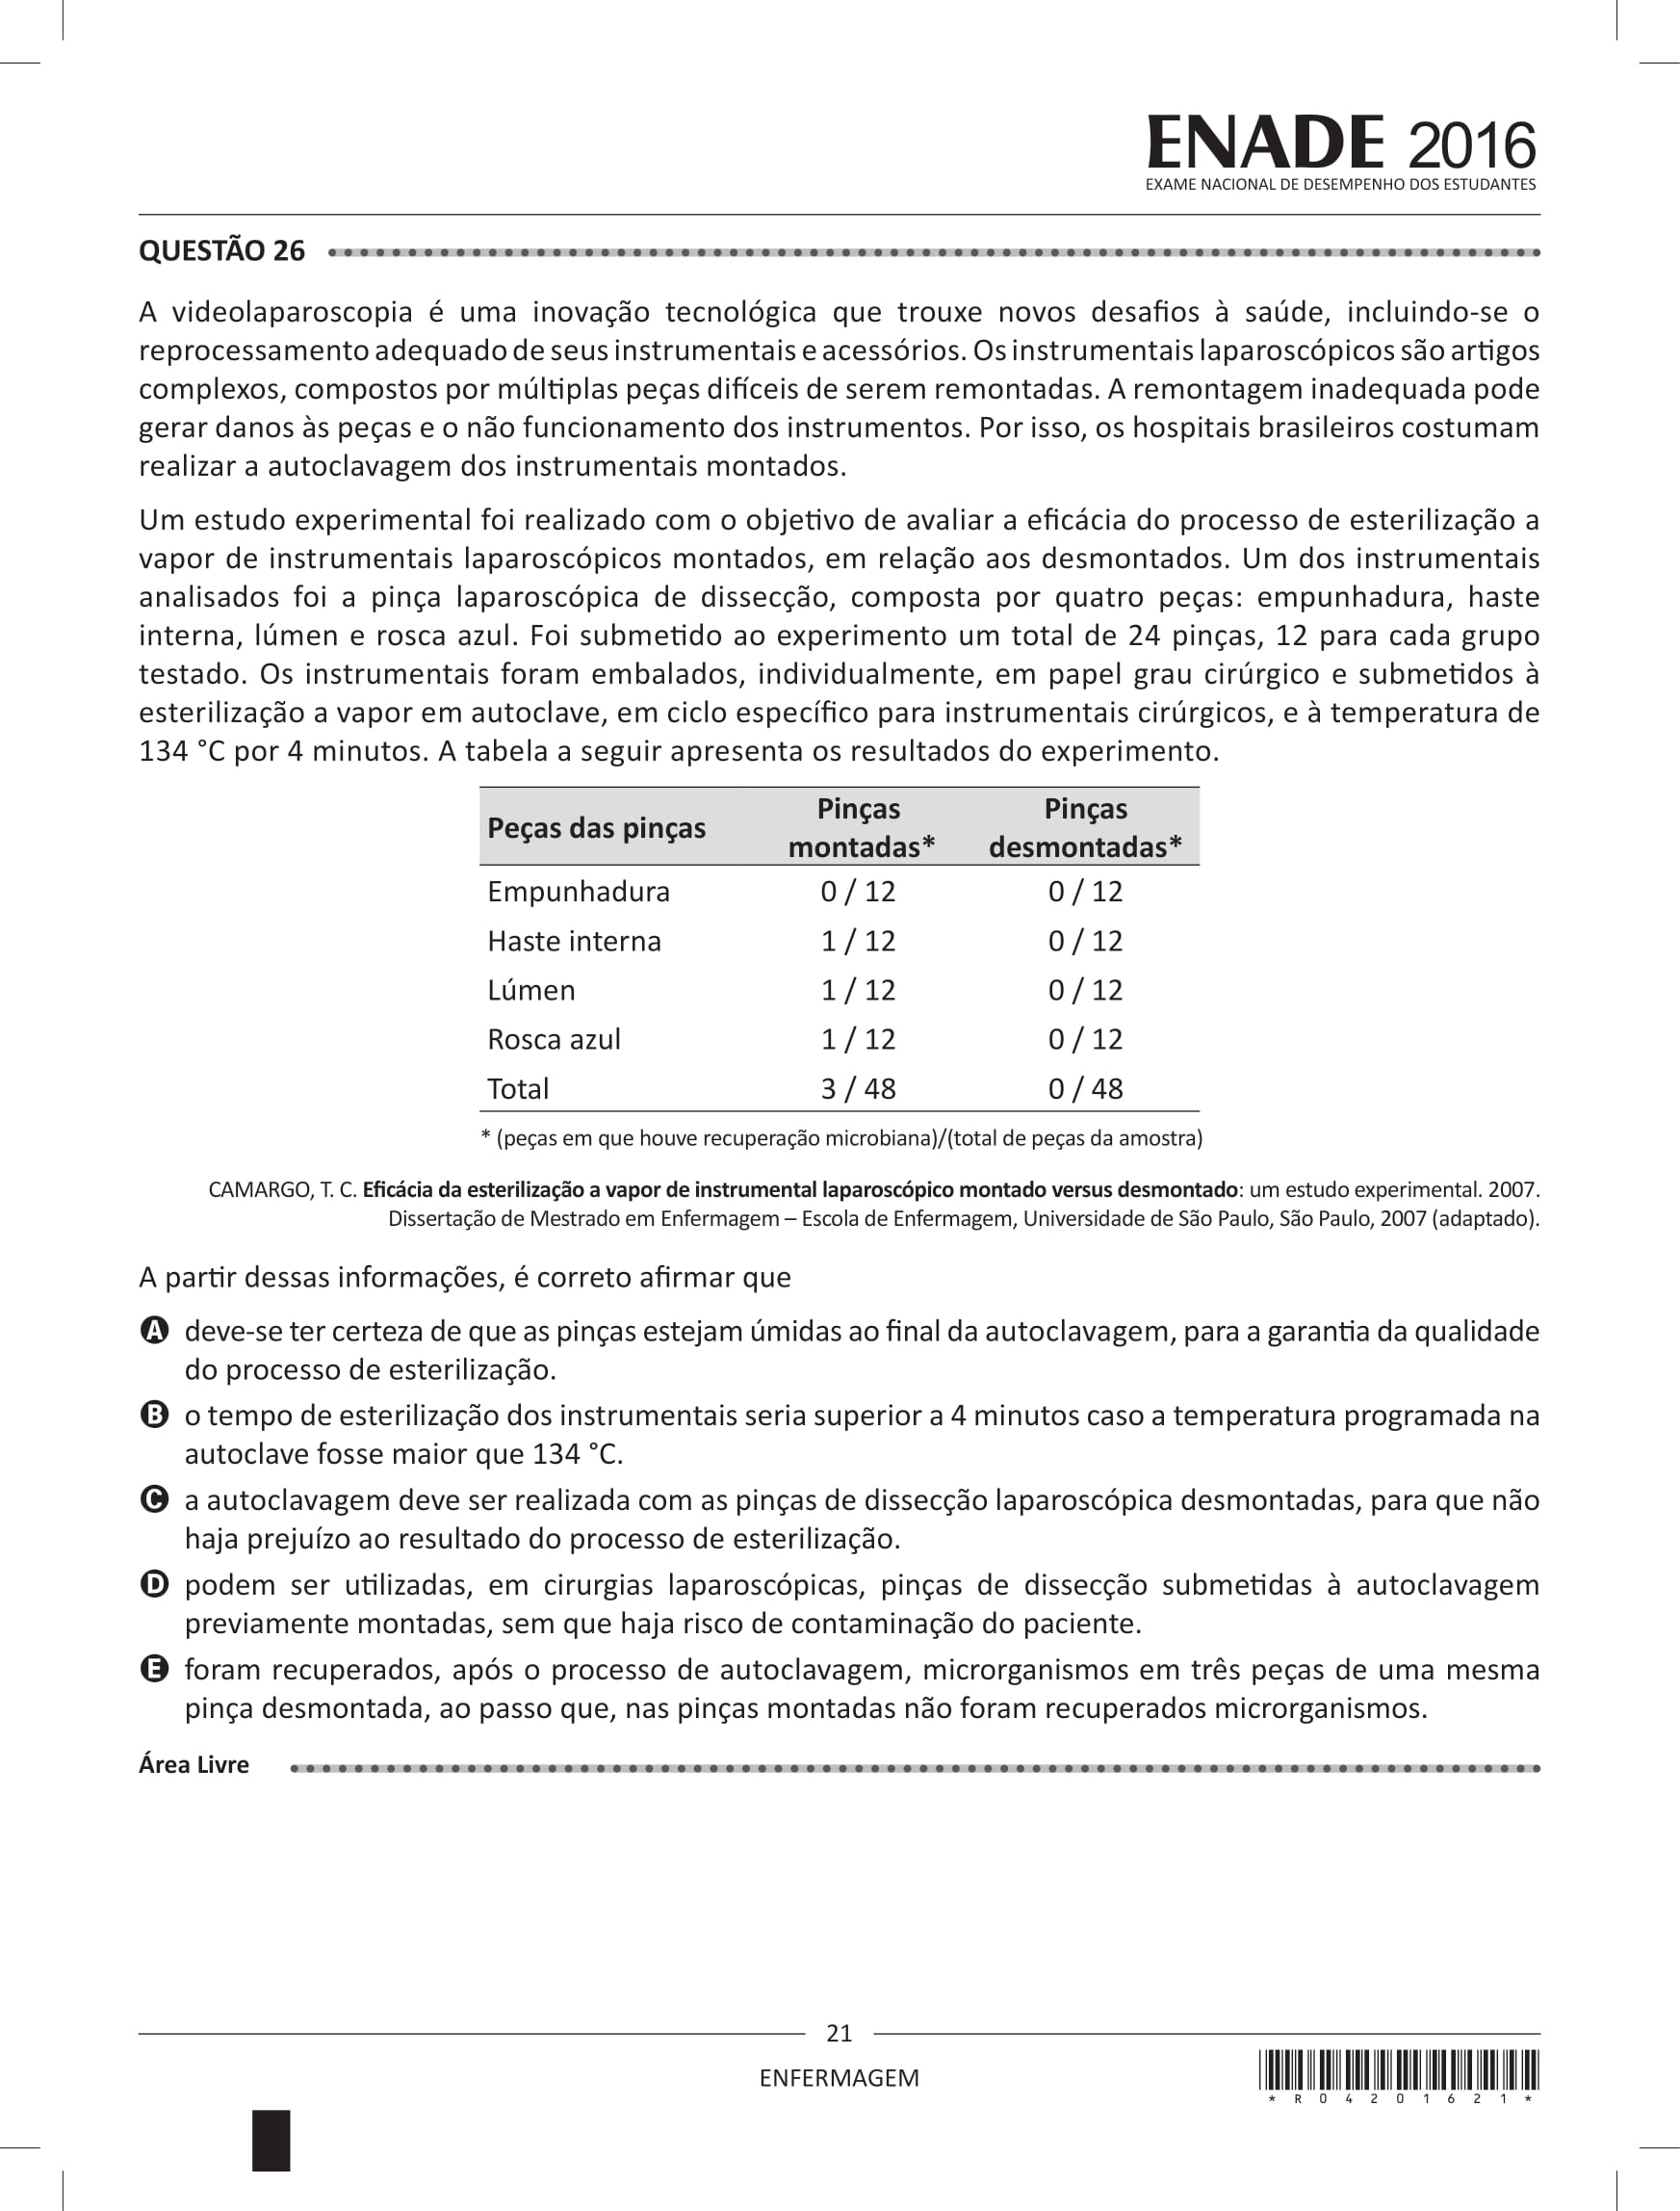 ENADE 2016
EXAME NACIONAL DE DESEMPENHO DOS ESTUDANTES
QUESTÃO 26
A videolaparoscopia é uma inovação tecnológica que trouxe novos desafios à saúde, incluindo-se o
reprocessamento adequado de seus instrumentais e acessórios. Os instrumentais laparoscópicos são artigos
complexos, compostos por múltiplas peças difíceis de serem remontadas. A remontagem inadequada pode
gerar danos às peças e o não funcionamento dos instrumentos. Por isso, os hospitais brasileiros costumam
realizar a autoclavagem dos instrumentais montados.
Um estudo experimental foi realizado com o objetivo de avaliar a eficácia do processo de esterilização a
vapor de instrumentais laparoscópicos montados, em relação aos desmontados. Um dos instrumentais
analisados foi a pinça laparoscópica de dissecção, composta por quatro peças: empunhadura, haste
interna, lúmen e rosca azul. Foi submetido ao experimento um total de 24 pinças, 12 para cada grupo
testado. Os instrumentais foram embalados, individualmente, em papel grau cirúrgico e submetidos à
esterilização a vapor em autoclave, em ciclo específico para instrumentais cirúrgicos, e à temperatura de
134 °C por 4 minutos. A tabela a seguir apresenta os resultados do experimento.
Peças das pinças Pinças montadas* Pinças desmontadas*
Empunhadura 0 / 12 0 / 12
Haste interna 1 / 12 0 / 12
Lúmen 1 / 12 0 / 12
Rosca azul 1 / 12 0 / 12
Total 3 / 48 0 / 48
* (peças em que houve recuperação microbiana)/(total de peças da amostra)
CAMARGO, T. C. Eficácia da esterilização a vapor de instrumental laparoscópico montado versus desmontado: um estudo experimental. 2007.
Dissertação de Mestrado em Enfermagem – Escola de Enfermagem, Universidade de São Paulo, São Paulo, 2007 (adaptado).
A partir dessas informações, é correto afirmar que
A deve-se ter certeza de que as pinças estejam úmidas ao final da autoclavagem, para a garantia da qualidade
do processo de esterilização.
B o tempo de esterilização dos instrumentais seria superior a 4 minutos caso a temperatura programada na
autoclave fosse maior que 134 °C.
C a autoclavagem deve ser realizada com as pinças de dissecção laparoscópica desmontadas, para que não
haja prejuízo ao resultado do processo de esterilização.
D podem ser utilizadas, em cirurgias laparoscópicas, pinças de dissecção submetidas à autoclavagem
previamente montadas, sem que haja risco de contaminação do paciente.
E foram recuperados, após o processo de autoclavagem, microrganismos em três peças de uma mesma
pinça desmontada, ao passo que, nas pinças montadas não foram recuperados microrganismos.
Área Livre
21
ENFERMAGEM
* R 0 4 2 0 1 6 2 1 *